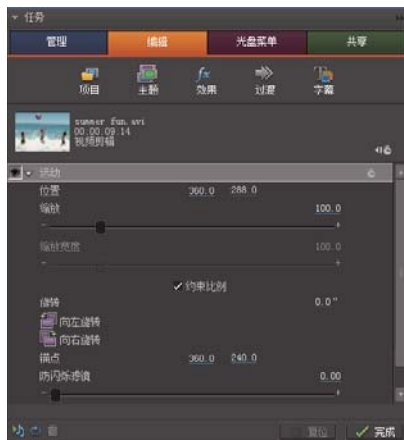 任务
管理 编辑 光盘菜单 共享
项目 主题 效果 过渡 字幕
summer fun.avi
00.00.09.14
视频剪辑
运动
位置 360.0 288.0
缩放 100.0
缩放宽度 100.0
约束比例
旋转 0.0°
向左旋转
向右旋转
锚点 360.0 240.0
防闪烁滤镜 0.00
复位 完成